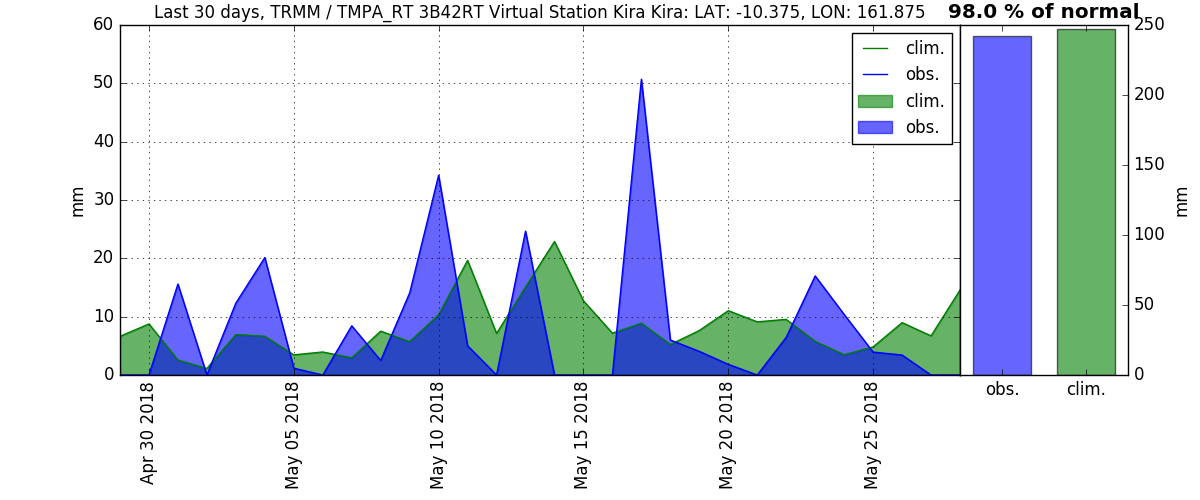 Last 30 days, TRMM / TMPA_RT 3B42RT Virtual Station Kira Kira: LAT: -10.375, LON: 161.875
98.0 % of normal
60
50
40
30
20
10
0
mm
clim.
obs.
clim.
obs.
250
200
150
100
50
0
mm
obs.
clim.
Apr 30 2018
May 05 2018
May 10 2018
May 15 2018
May 20 2018
May 25 2018